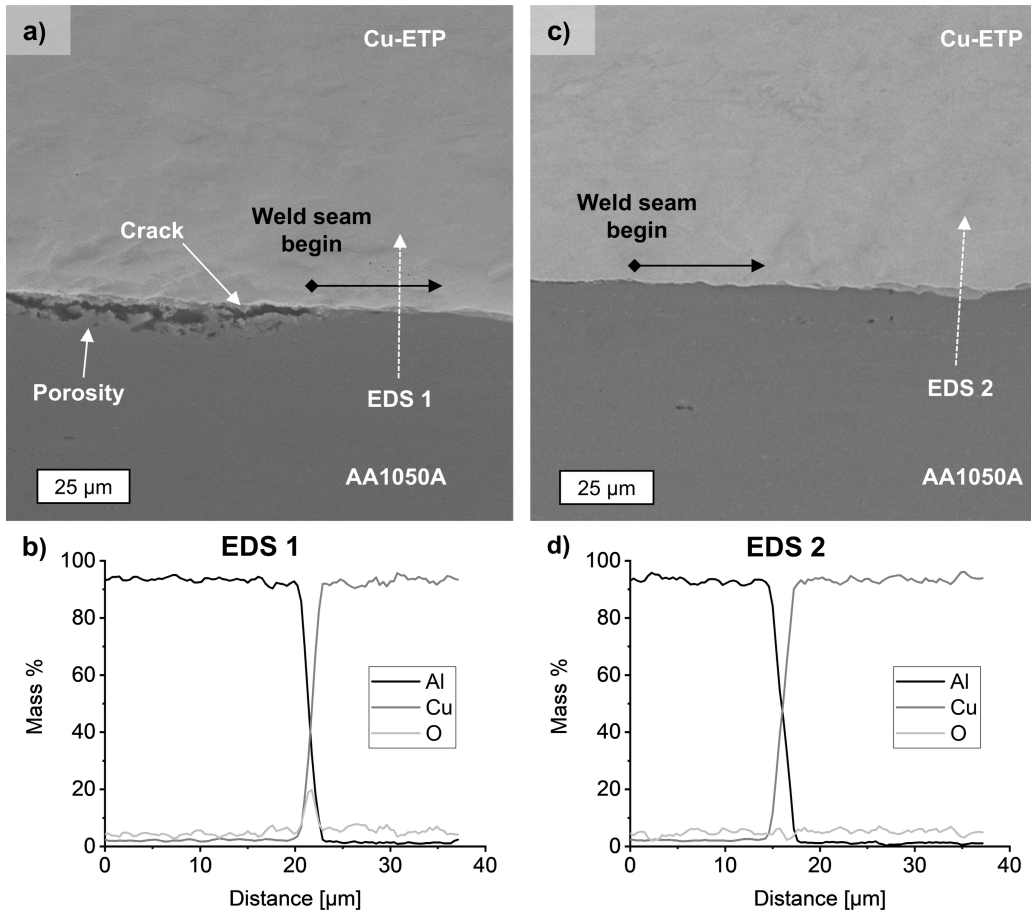 a)
Cu-ETP
Weld seam
begin
Crack
Porosity
EDS 1
25 µm
AA1050A
c)
Cu-ETP
Weld seam
begin
EDS 2
25 µm
AA1050A
b)
EDS 1
Mass %
100
80
60
40
20
0
Al
Cu
O
0 10 20 30 40
Distance [µm]
d)
EDS 2
Mass %
100
80
60
40
20
0
Al
Cu
O
0 10 20 30 40
Distance [µm]